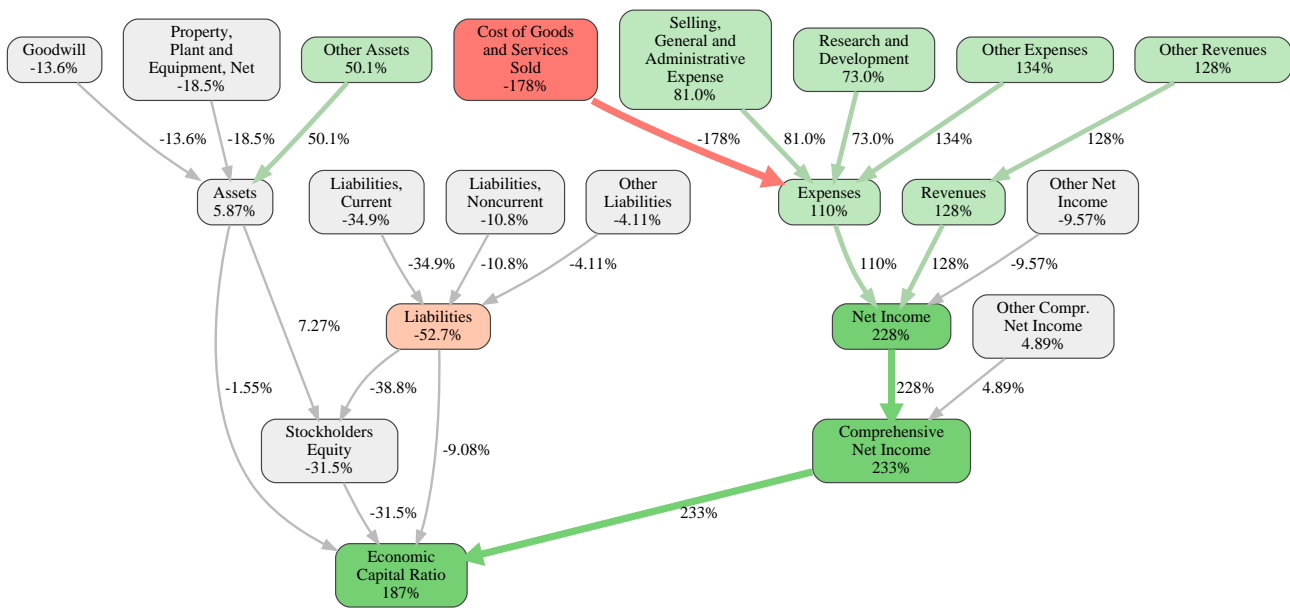 Goodwill
-13.6%
Property,
Plant and
Equipment, Net
-18.5%
Other Assets
50.1%
Cost of Goods
and Services
Sold
-178%
Selling,
General and
Administrative
Expense
81.0%
Research and
Development
73.0%
Other Expenses
134%
Other Revenues
128%
-13.6%
-18.5%
50.1%
-178%
81.0%
73.0%
134%
128%
Assets
5.87%
Liabilities,
Current
-34.9%
Liabilities,
Noncurrent
-10.8%
Other
Liabilities
-4.11%
Expenses
110%
Revenues
128%
Other Net
Income
-9.57%
-34.9%
-10.8%
-4.11%
110%
128%
-9.57%
7.27%
Liabilities
-52.7%
Net Income
228%
Other Compr.
Net Income
4.89%
-1.55%
-38.8%
228%
4.89%
Stockholders
Equity
-31.5%
-9.08%
Comprehensive
Net Income
233%
-31.5%
233%
Economic
Capital Ratio
187%